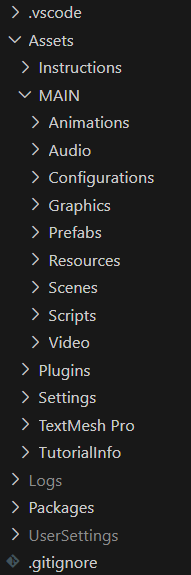 .vscode
Assets
Instructions
MAIN
Animations
Audio
Configurations
Graphics
Prefabs
Resources
Scenes
Scripts
Video
Plugins
Settings
TextMesh Pro
TutorialInfo
Logs
Packages
UserSettings
.gitignore